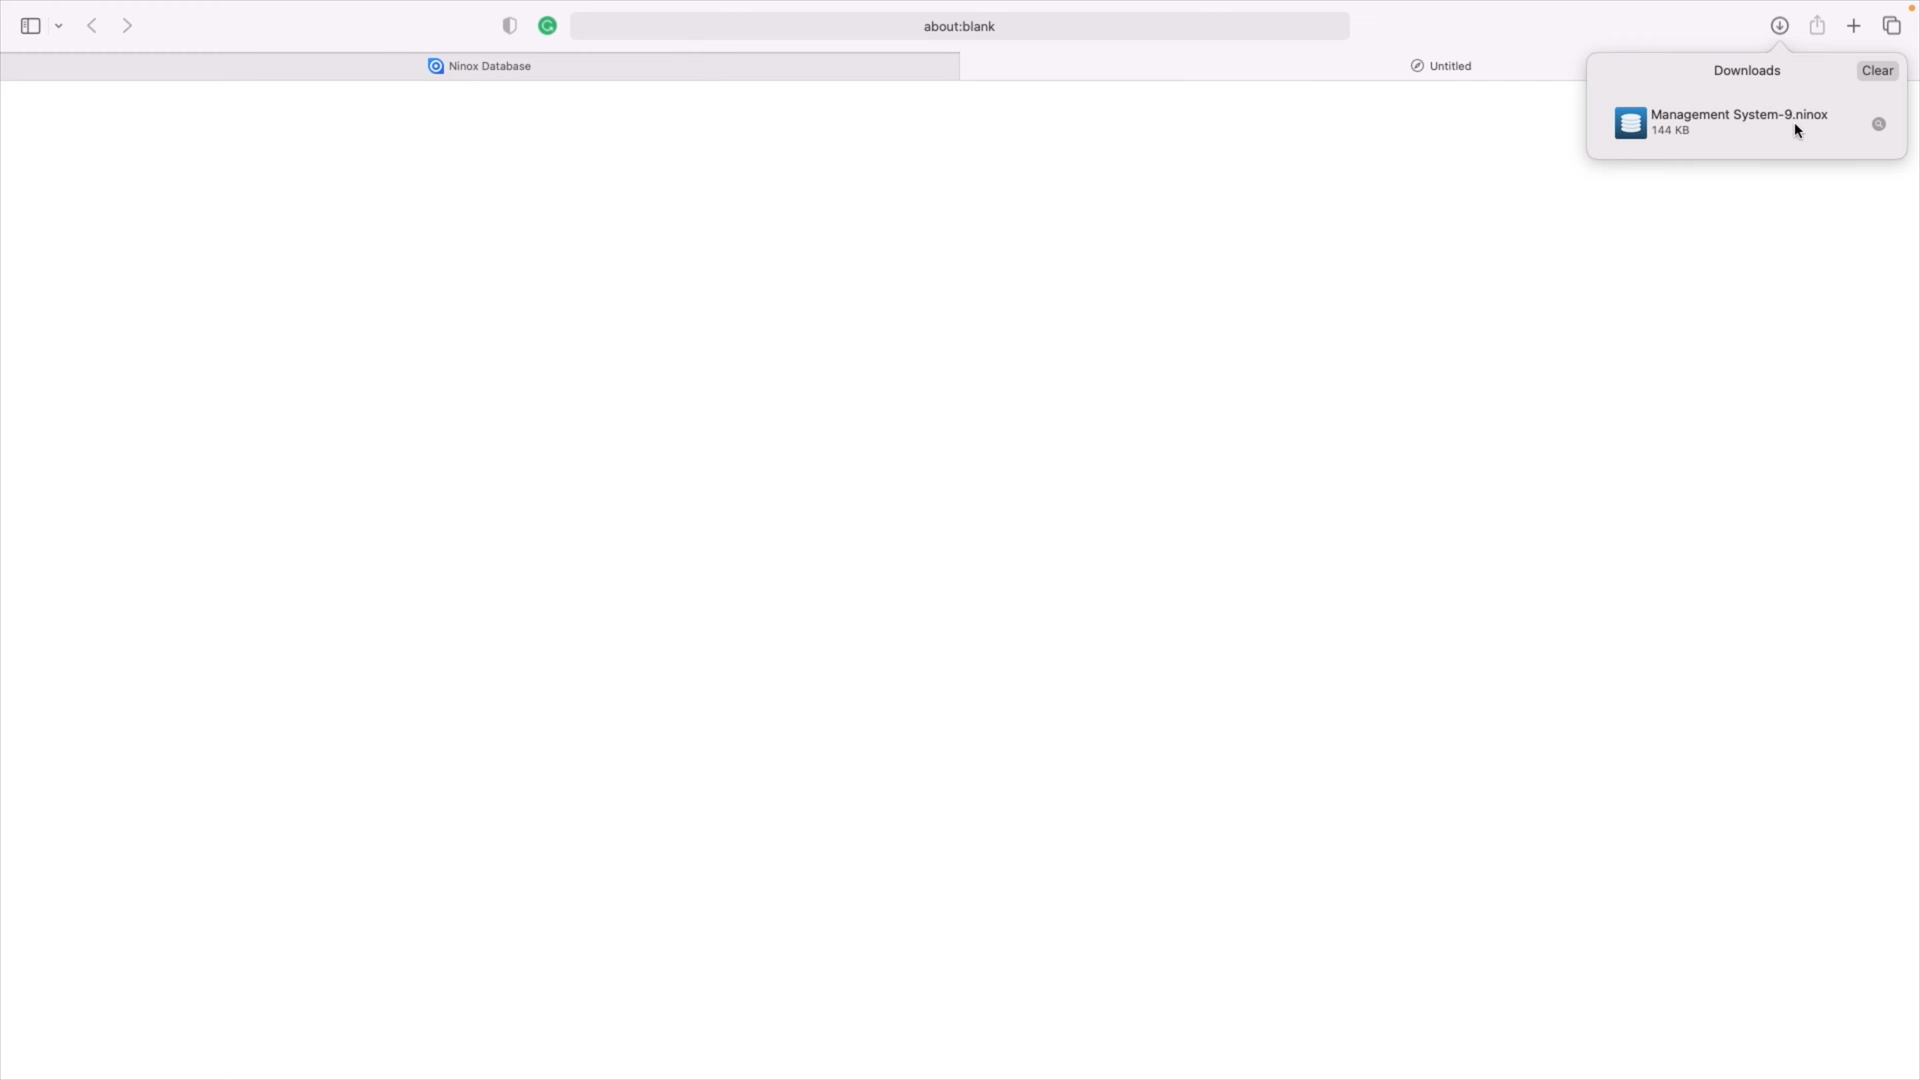 about:blank
Ninox Database
Untitled
Downloads
Clear
Management System-9.ninox
144 KB